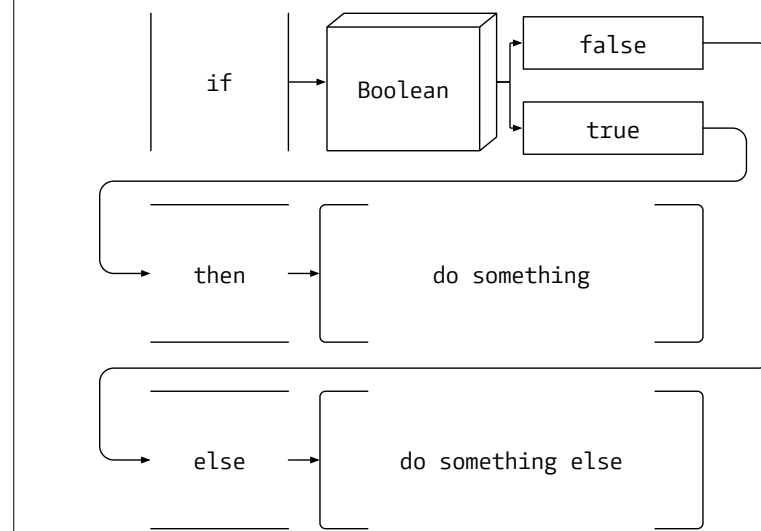 if
Boolean
false
true
then
do something
else
do something else